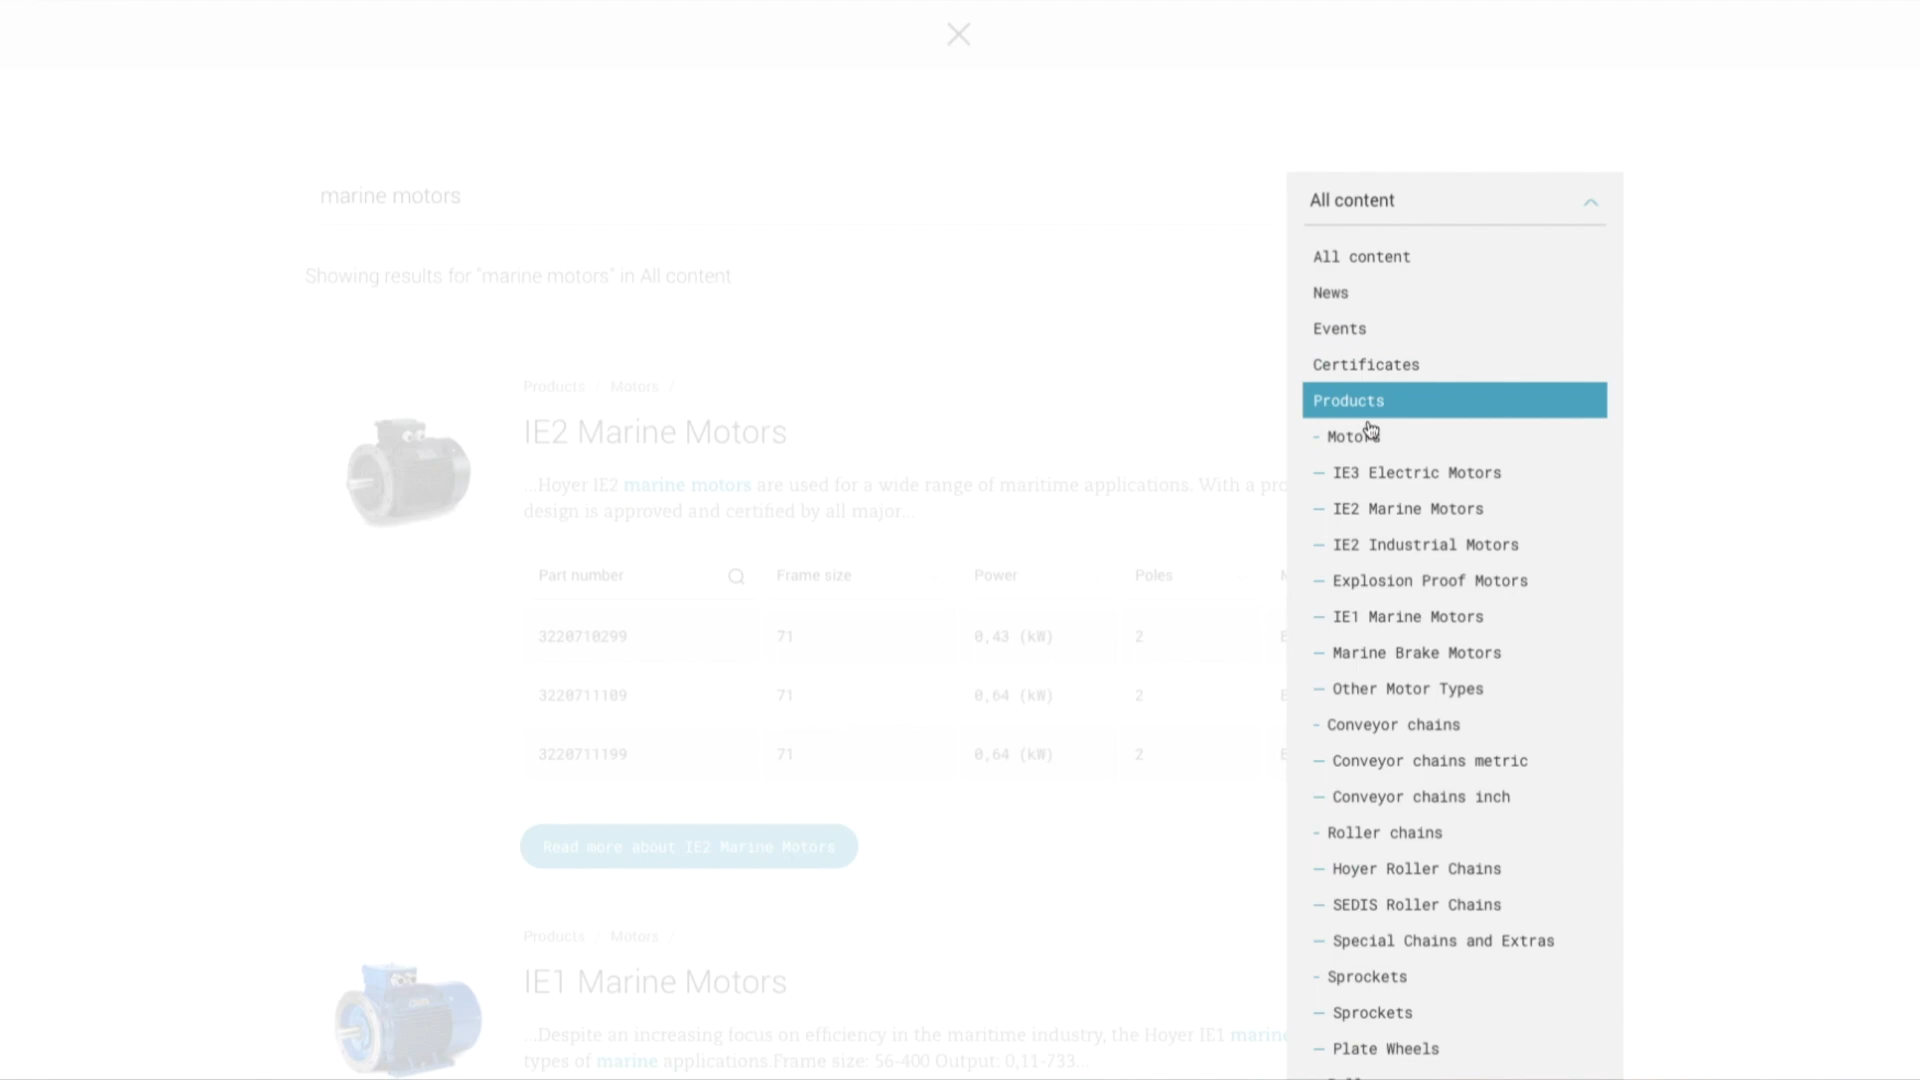 marine motors
Showing results for "marine motors" in All content
Products / Motors /
IE2 Marine Motors
...Hoyer IE2 marine motors are used for a wide range of maritime applications. With a pro
design is approved and certified by all major...
Part number Frame size Power Poles
3220710299 71 0,43 (kW) 2
3220711109 71 0,64 (kW) 2
3220711199 71 0,64 (kW) 2
Read more about IE2 Marine Motors
Products / Motors /
IE1 Marine Motors
...Despite an increasing focus on efficiency in the maritime industry, the Hoyer IE1 marine
types of marine applications.Frame size: 56-400 Output: 0,11-733...
All content
All content
News
Events
Certificates
Products
- Motors
— IE3 Electric Motors
— IE2 Marine Motors
— IE2 Industrial Motors
— Explosion Proof Motors
— IE1 Marine Motors
— Marine Brake Motors
— Other Motor Types
- Conveyor chains
— Conveyor chains metric
— Conveyor chains inch
- Roller chains
— Hoyer Roller Chains
— SEDIS Roller Chains
— Special Chains and Extras
- Sprockets
— Sprockets
— Plate Wheels